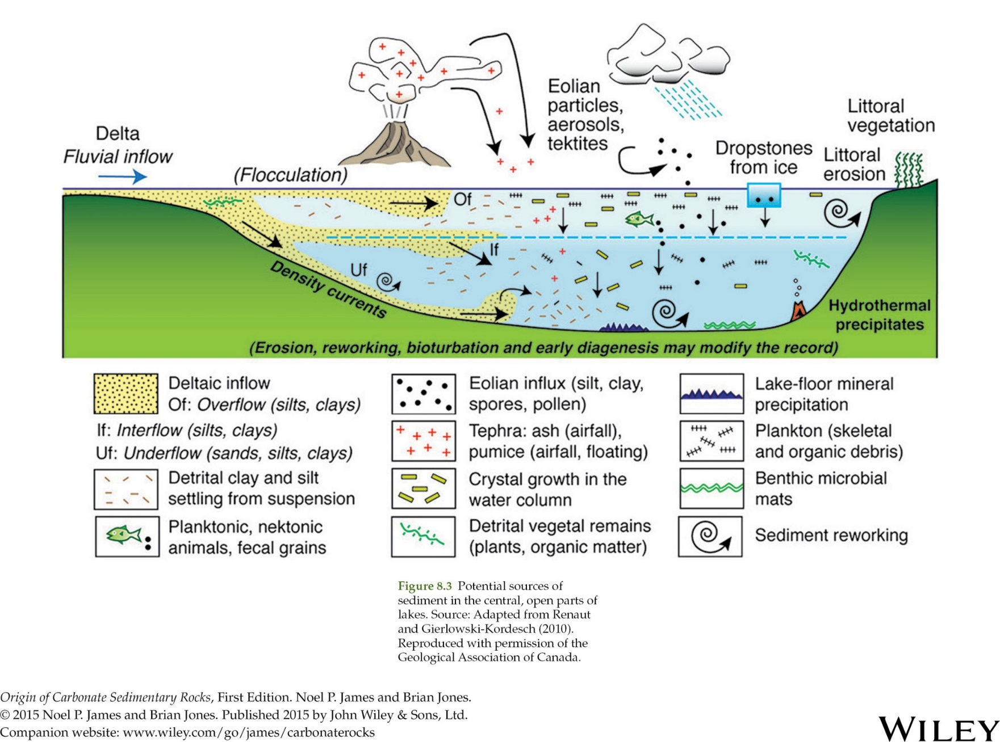 Eolian
particles,
aerosols,
tektites
Littoral
vegetation
Delta
Fluvial inflow
(Flocculation)
Dropstones
from ice
Littoral
erosion
Of
If
Uf
Density currents
Hydrothermal
precipitates
(Erosion, reworking, bioturbation and early diagenesis may modify the record)
Deltaic inflow
Of: Overflow (silts, clays)
If: Interflow (silts, clays)
Uf: Underflow (sands, silts, clays)
Detrital clay and silt
settling from suspension
Planktonic, nektonic
animals, fecal grains
Eolian influx (silt, clay,
spores, pollen)
Tephra: ash (airfall),
pumice (airfall, floating)
Crystal growth in the
water column
Detrital vegetal remains
(plants, organic matter)
Lake-floor mineral
precipitation
Plankton (skeletal
and organic debris)
Benthic microbial
mats
Sediment reworking
Figure 8.3 Potential sources of
sediment in the central, open parts of
lakes. Source: Adapted from Renaut
and Gierlowski-Kordesch (2010).
Reproduced with permission of the
Geological Association of Canada.
Origin of Carbonate Sedimentary Rocks, First Edition. Noel P. James and Brian Jones.
© 2015 Noel P. James and Brian Jones. Published 2015 by John Wiley & Sons, Ltd.
Companion website: www.wiley.com/go/james/carbonaterocks
WILEY